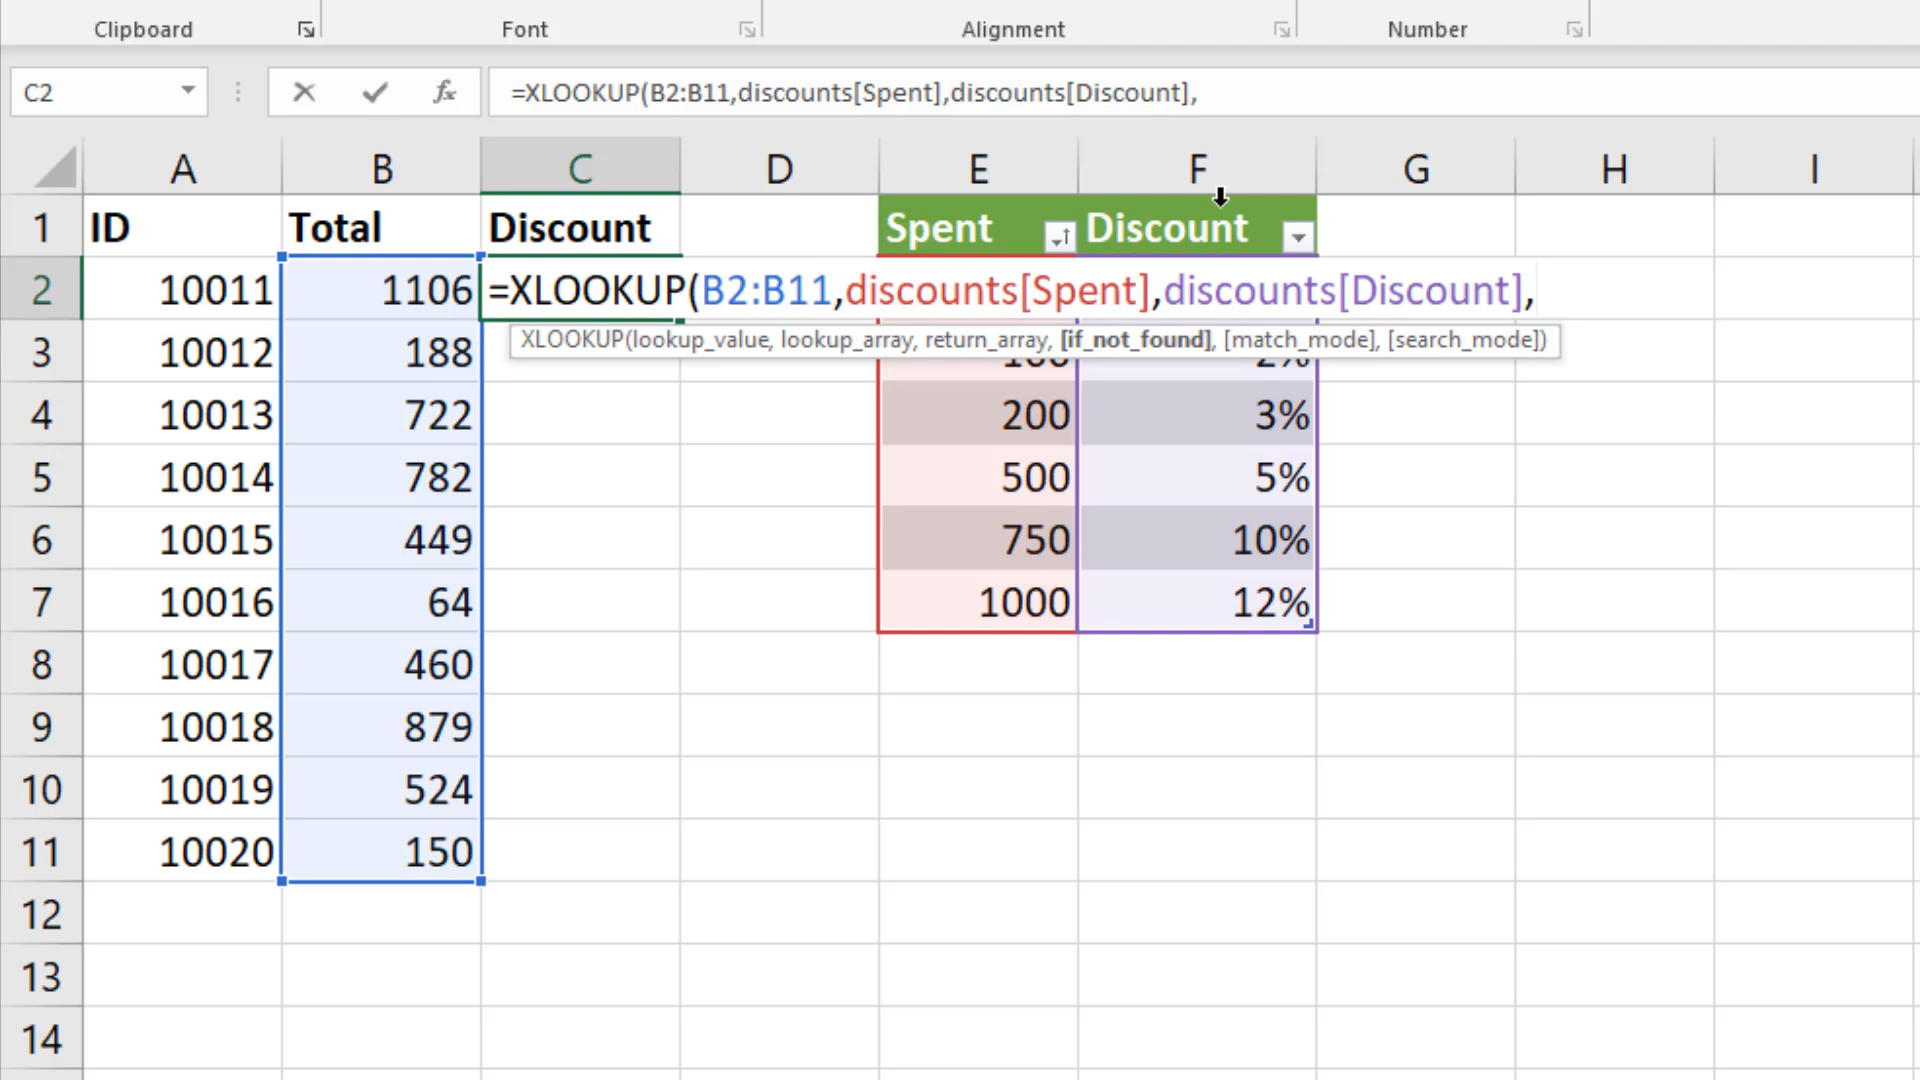 Clipboard Font Alignment Number
C2 fx =XLOOKUP(B2:B11,discounts[Spent],discounts[Discount],
A B C D E F G H I
1 ID Total Discount Spent Discount
2 10011 1106 =XLOOKUP(B2:B11,discounts[Spent],discounts[Discount],
XLOOKUP(lookup_value, lookup_array, return_array, [if_not_found], [match_mode], [search_mode])
3 10012 188
4 10013 722 200 3%
5 10014 782 500 5%
6 10015 449 750 10%
7 10016 64 1000 12%
8 10017 460
9 10018 879
10 10019 524
11 10020 150
12
13
14